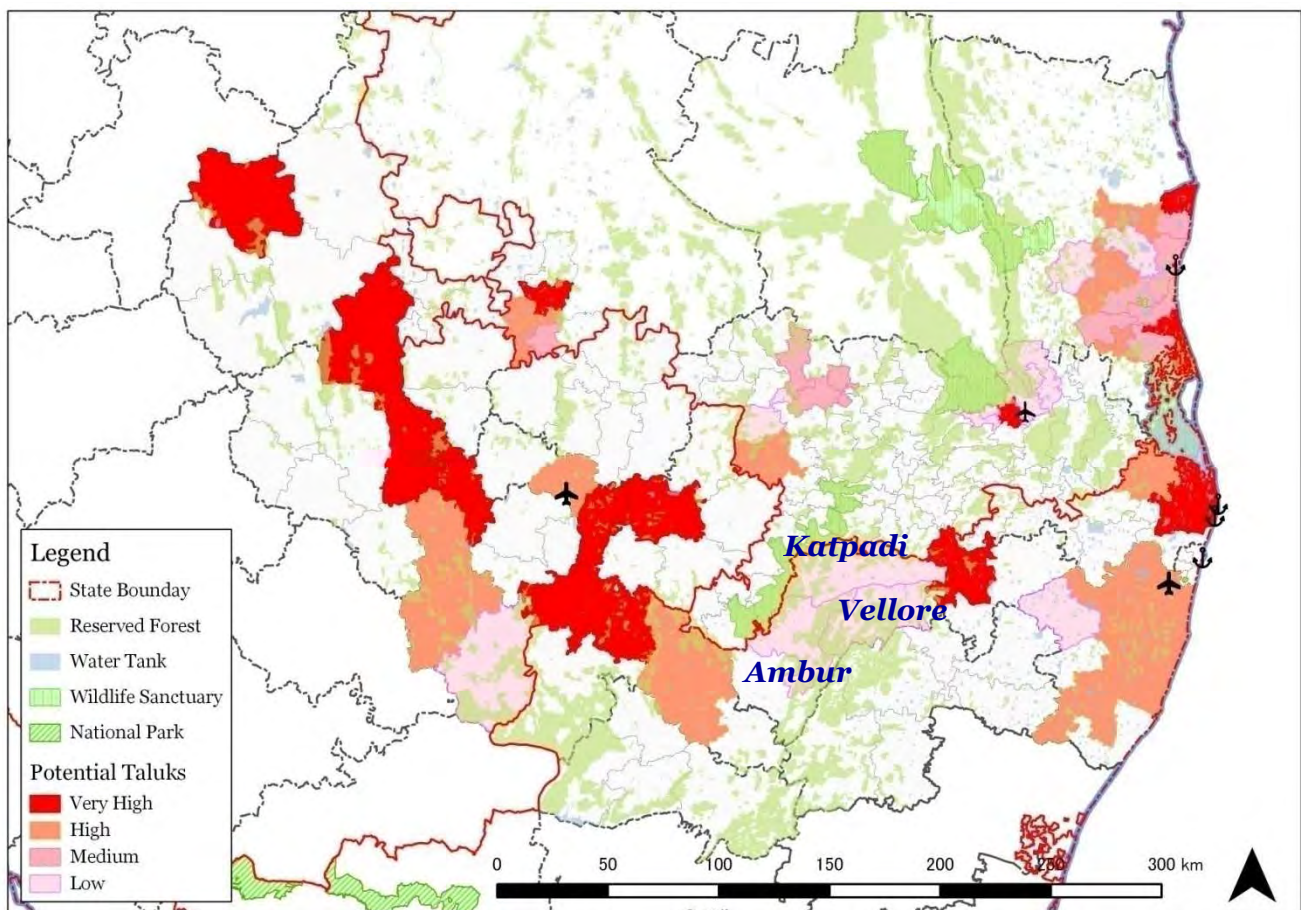 Katpadi
Vellore
Ambur
Legend
State Boundary
Reserved Forest
Water Tank
Wildlife Sanctuary
National Park
Potential Taluks
Very High
High
Medium
Low
0 50 100 150 200 250 300 km